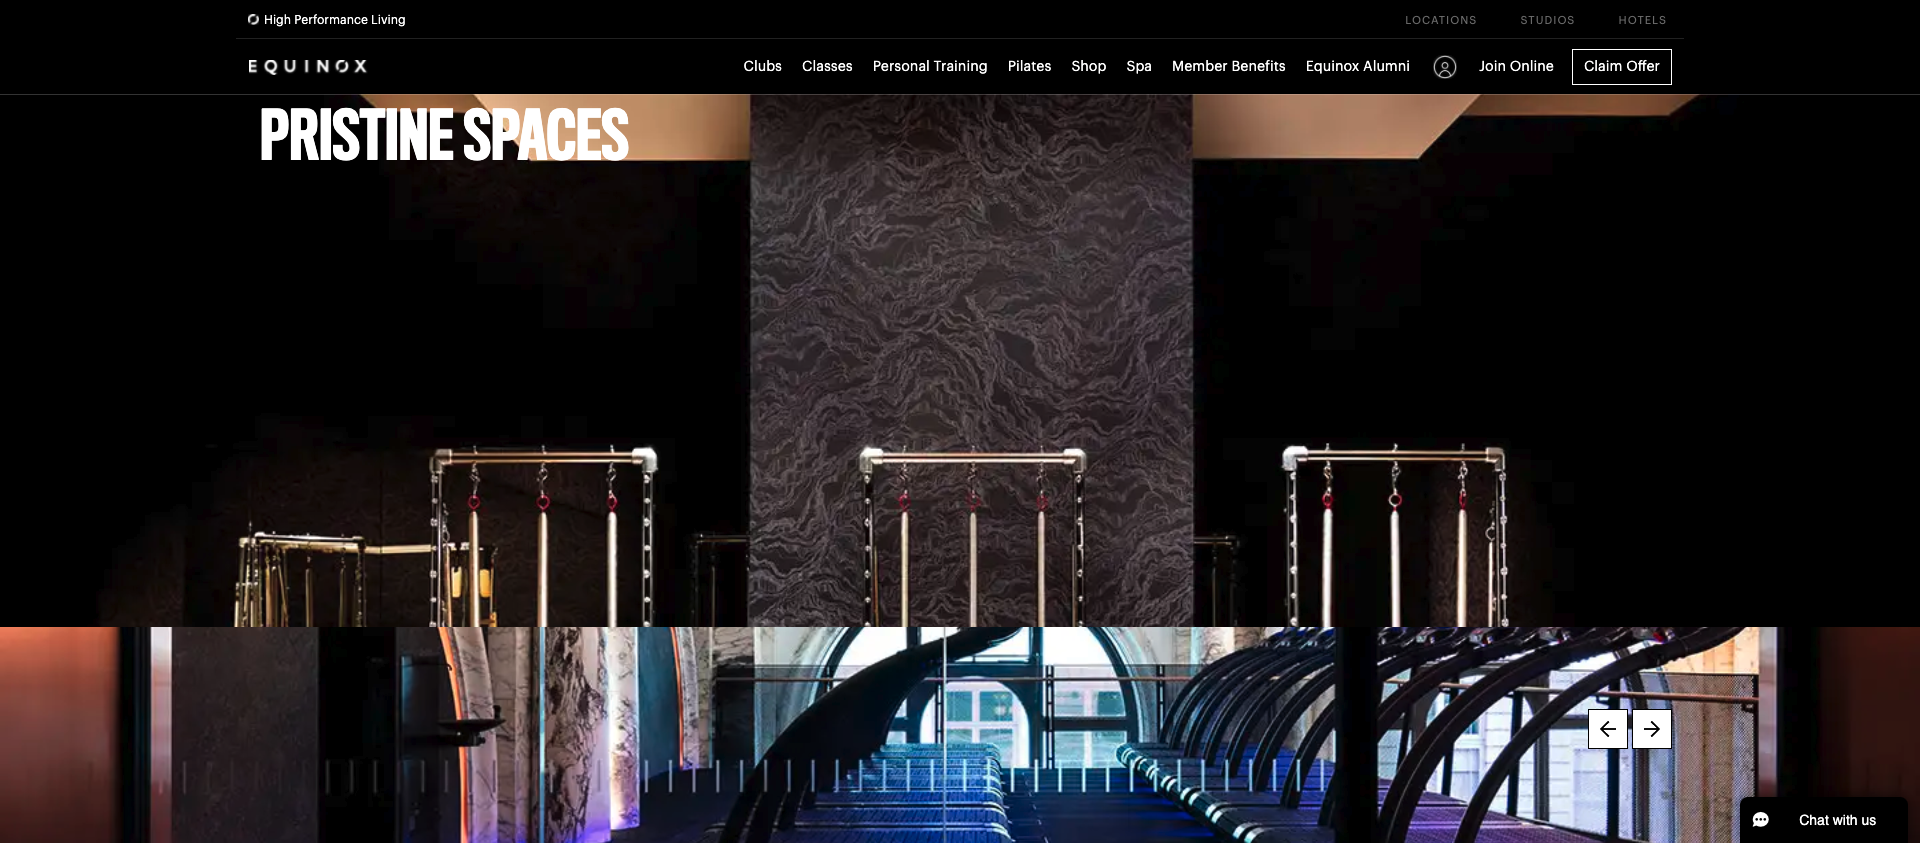 High Performance Living
LOCATIONS
STUDIOS
HOTELS
EQUINOX
Clubs
Classes
Personal Training
Pilates
Shop
Spa
Member Benefits
Equinox Alumni
Join Online
Claim Offer
PRISTINE SPACES
Chat with us